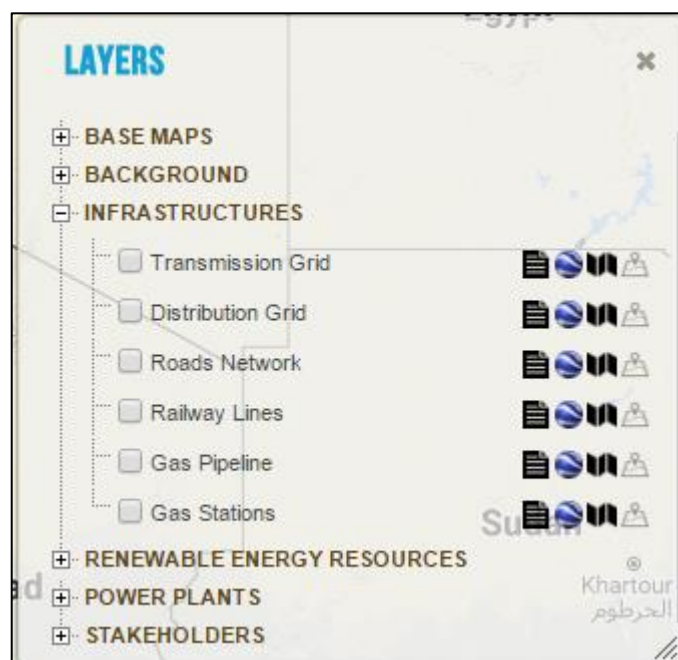 Egypt
LAYERS
BASE MAPS
BACKGROUND
INFRASTRUCTURES
Transmission Grid
Distribution Grid
Roads Network
Railway Lines
Gas Pipeline
Gas Stations
Sudan
RENEWABLE ENERGY RESOURCES
Khartour
الخرطوم
POWER PLANTS
STAKEHOLDERS